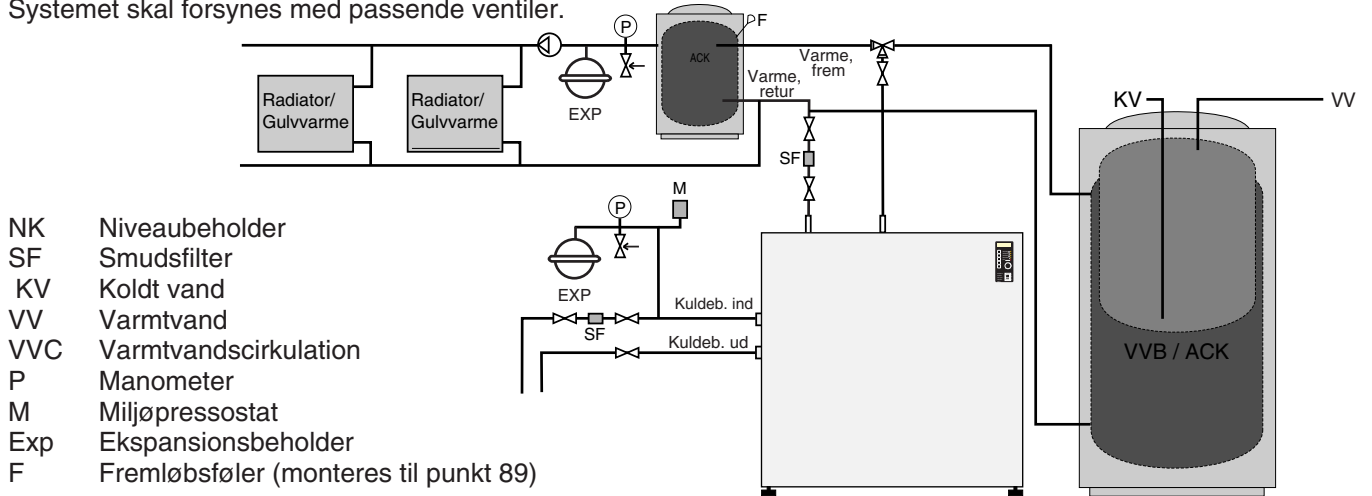 Systemet skal forsynes med passende ventiler.
P
F
ACK
Varme,
frem
Varme,
retur
Radiator/
Gulvvarme
Radiator/
Gulvvarme
EXP
KV
VV
SF
M
P
EXP
Kuldeb. ind
SF
Kuldeb. ud
VVB / ACK
NK Niveaubeholder
SF Smudsfilter
KV Koldt vand
VV Varmtvand
VVC Varmtvandscirkulation
P Manometer
M Miljøpressostat
Exp Ekspansionsbeholder
F Fremløbsføler (monteres til punkt 89)